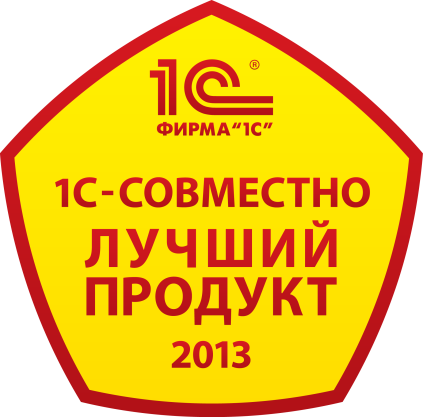 1С®
ФИРМА "1С"
1С-СОВМЕСТНО
ЛУЧШИЙ
ПРОДУКТ
2013